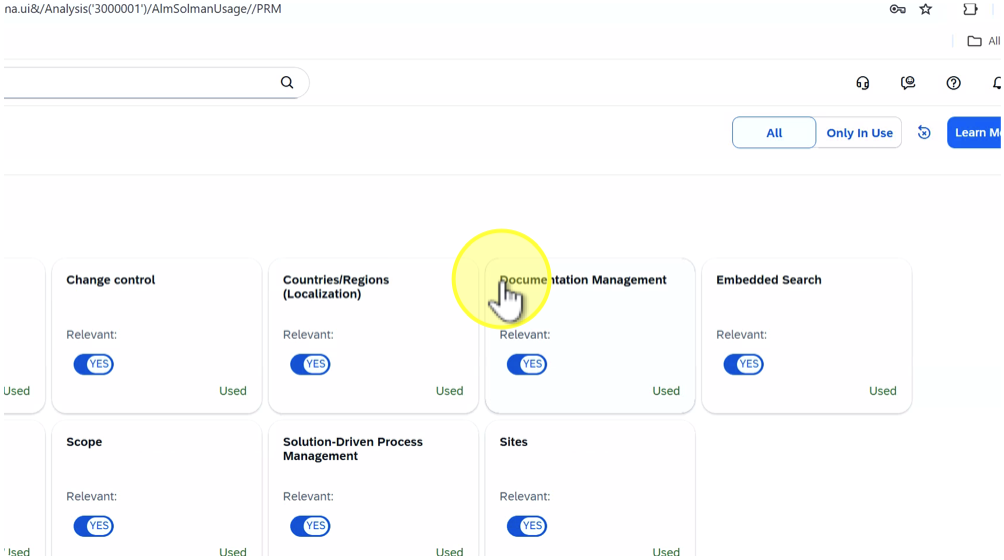 na.ui&/Analysis('3000001')/AlmSolmanUsage//PRM
All
All
Only In Use
Learn M
Change control
Countries/Regions
(Localization)
Documentation Management
Embedded Search
Relevant:
Relevant:
Relevant:
Relevant:
YES
YES
YES
YES
Used
Used
Used
Used
Used
Scope
Solution-Driven Process
Management
Sites
Relevant:
Relevant:
Relevant:
YES
YES
YES
Used
Used
Used
Used